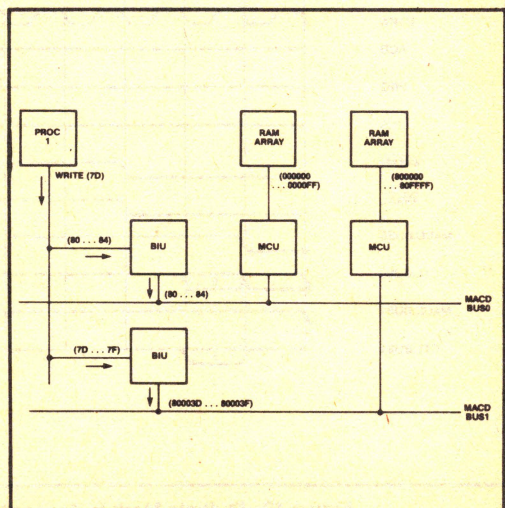 PROC
1
RAM
ARRAY
RAM
ARRAY
WRITE (7D)
(000000
...0000FF)
(800000
...80FFFF)
(80 ... 84)
BIU
MCU
MCU
(80 ... 84)
MACD
BUS0
(7D ... 7F)
BIU
(80003D ... 80003F)
MACD
BUS1